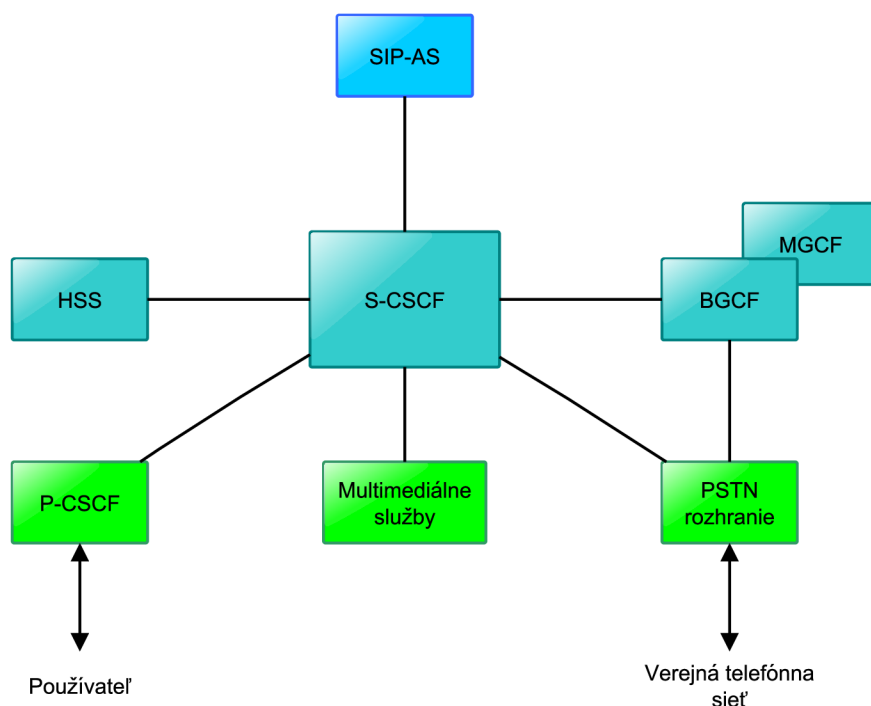 SIP-AS
MGCF
HSS
S-CSCF
BGCF
P-CSCF
Multimediálne
služby
PSTN
rozhranie
Používateľ
Verejná telefónna
sieť